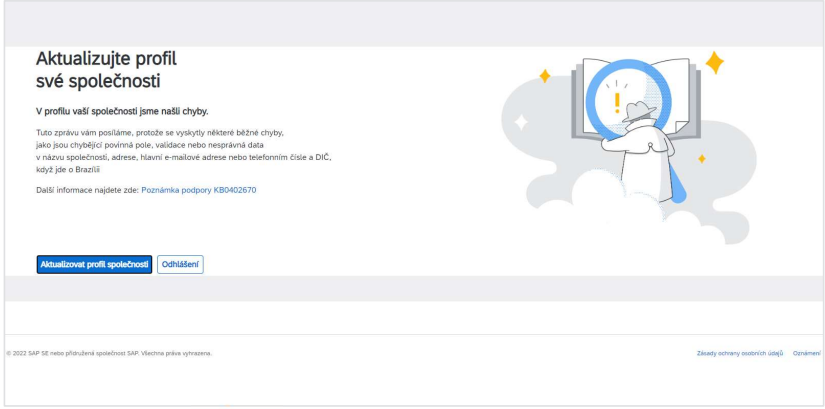 Aktualizujte profil
své společnosti
V profilu vaší společnosti jsme našli chyby.
Tuto zprávu vám posíláme, protože se vyskytly některé běžné chyby,
jako jsou chybějící povinná pole, validace nebo nesprávná data
v názvu společnosti, adrese, hlavní e-mailové adrese nebo telefonním čísle a DIČ,
když jde o Brazílii
Další informace najdete zde: Poznámka podpory KB0402670
Aktualizovat profil společnosti Odhlášení
© 2022 SAP SE nebo přidružená společnost SAP. Všechna práva vyhrazena. Zásady ochrany osobních údajů Oznámení